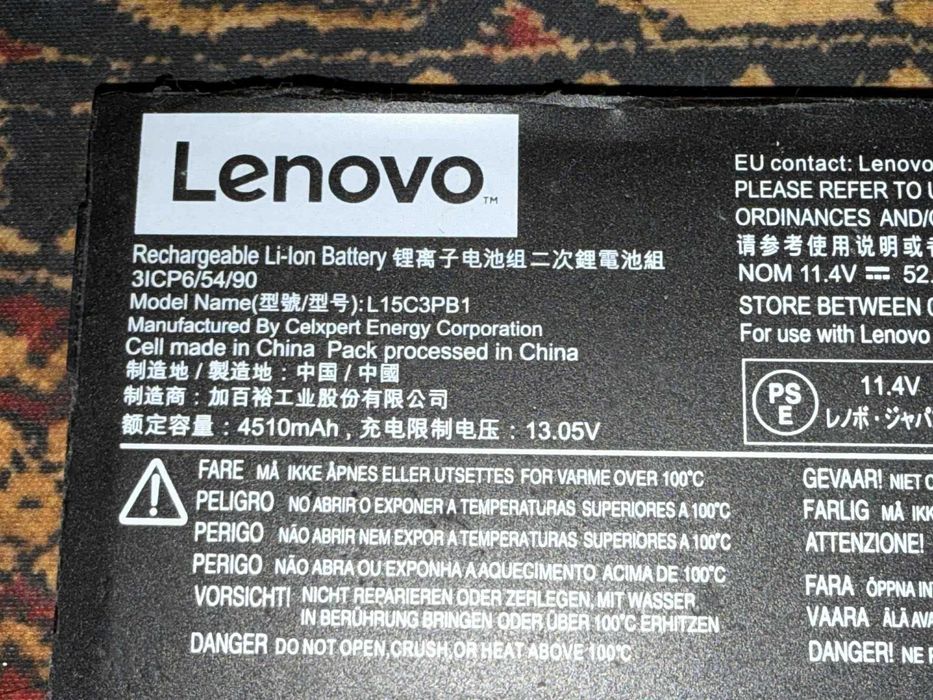 Lenovo™
Rechargeable Li-Ion Battery 锂离子电池组二次鋰電池組
3ICP6/54/90
Model Name(型號/型号):L15C3PB1
Manufactured By Celxpert Energy Corporation
Cell made in China Pack processed in China
制造地/製造地:中国/中國
制造商:加百裕工业股份有限公司
额定容量:4510mAh,充电限制电压:13.05V
EU contact: Lenovo
PLEASE REFER TO
ORDINANCES AND/
请参考使用说明或
NOM 11.4V ⎓ 52.
STORE BETWEEN
For use with Lenovo
PS
E
11.4V
レノボ・ジャパ
FARE MÅ IKKE ÅPNES ELLER UTSETTES FOR VARME OVER 100°C
PELIGRO NO ABRIR O EXPONER A TEMPERATURAS SUPERIORES A 100°C
PERIGO NÃO ABRIR NEM EXPOR A TEMPERATURAS SUPERIORES A 100°C
PERIGO NÃO ABRA OU EXPONHA A AQUECIMENTO ACIMA DE 100°C
VORSICHT! NICHT REPARIEREN ODER ZERLEGEN, MIT WASSER
IN BERÜHRUNG BRINGEN ODER ÜBER 100°C ERHITZEN
DANGER DO NOT OPEN,CRUSH,OR HEAT ABOVE 100°C
GEVAAR! NIET
FARLIG MÅ
ATTENZIONE!
FARA ÖPPNA
VAARA ÄLÄ
DANGER! NE